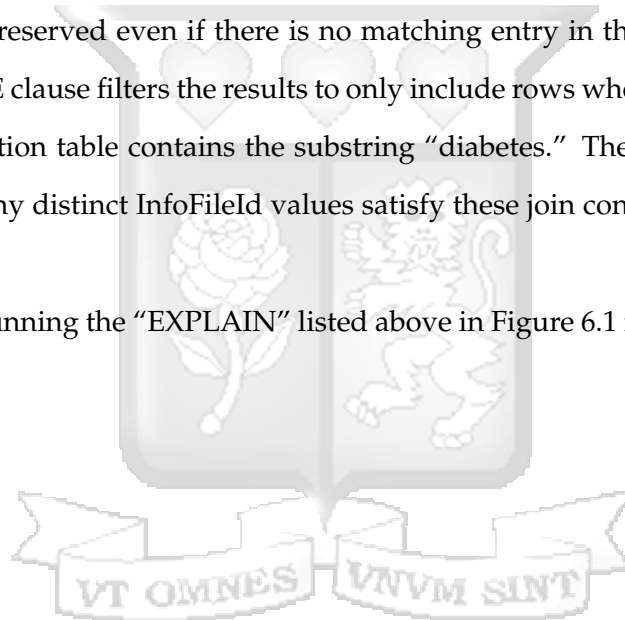 reserved even if there is no matching entry in th
E clause filters the results to only include rows whe
tion table contains the substring “diabetes.” The
ny distinct InfoFileId values satisfy these join con
unning the “EXPLAIN” listed above in Figure 6.1
VT OMNES VNVM SINT